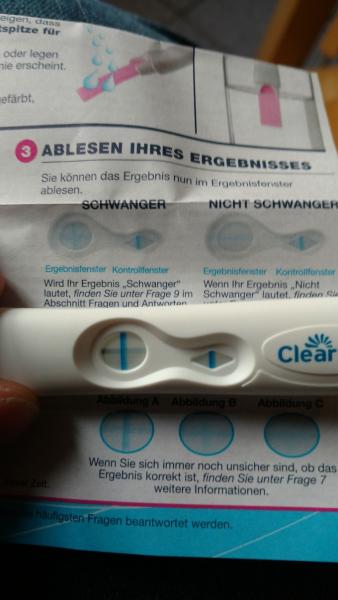 eigen, dass
tspitze für
oder legen
nie erscheint.
gefärbt,
3 ABLESEN IHRES ERGEBNISSES
Sie können das Ergebnis nun im Ergebnisfenster
ablesen.
SCHWANGER NICHT SCHWANGER
Ergebnisfenster Kontrollfenster Ergebnisfenster Kontrollfenster
Wird Ihr Ergebnis „Schwanger" Wenn Ihr Ergebnis „Nicht
lautet, finden Sie unter Frage 9 im Schwanger" lautet, finden Sie
Abschnitt Fragen und Antworten
Clear
Abbildung A Abbildung B Abbildung C
Wenn Sie sich immer noch unsicher sind, ob das
Ergebnis korrekt ist, finden Sie unter Frage 7
weitere Informationen.
Zeit.
häufigsten Fragen beantwortet werden.